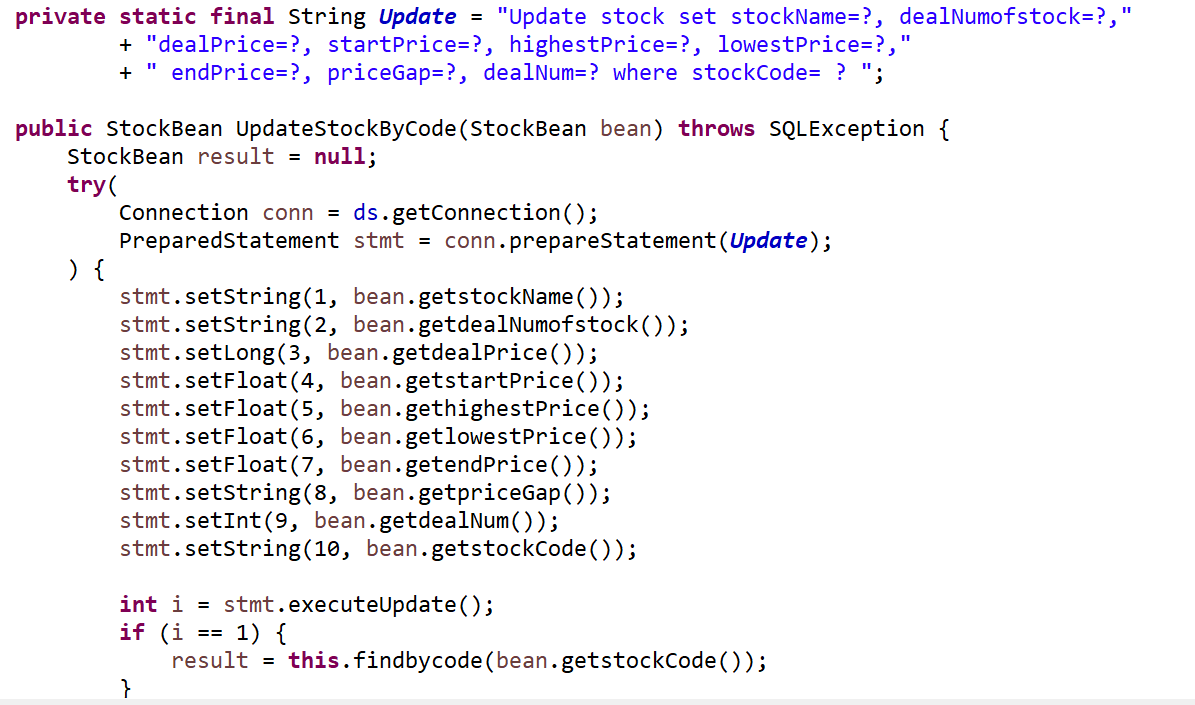 private static final String Update = "Update stock set stockName=?, dealNumofstock=?,"
+ "dealPrice=?, startPrice=?, highestPrice=?, lowestPrice=?,"
+ " endPrice=?, priceGap=?, dealNum=? where stockCode= ? ";
public StockBean UpdateStockByCode(StockBean bean) throws SQLException {
StockBean result = null;
try(
Connection conn = ds.getConnection();
PreparedStatement stmt = conn.prepareStatement(Update);
) {
stmt.setString(1, bean.getstockName());
stmt.setString(2, bean.getdealNumofstock());
stmt.setLong(3, bean.getdealPrice());
stmt.setFloat(4, bean.getstartPrice());
stmt.setFloat(5, bean.gethighestPrice());
stmt.setFloat(6, bean.getlowestPrice());
stmt.setFloat(7, bean.getendPrice());
stmt.setString(8, bean.getpriceGap());
stmt.setInt(9, bean.getdealNum());
stmt.setString(10, bean.getstockCode());
int i = stmt.executeUpdate();
if (i == 1) {
result = this.findbycode(bean.getstockCode());
}